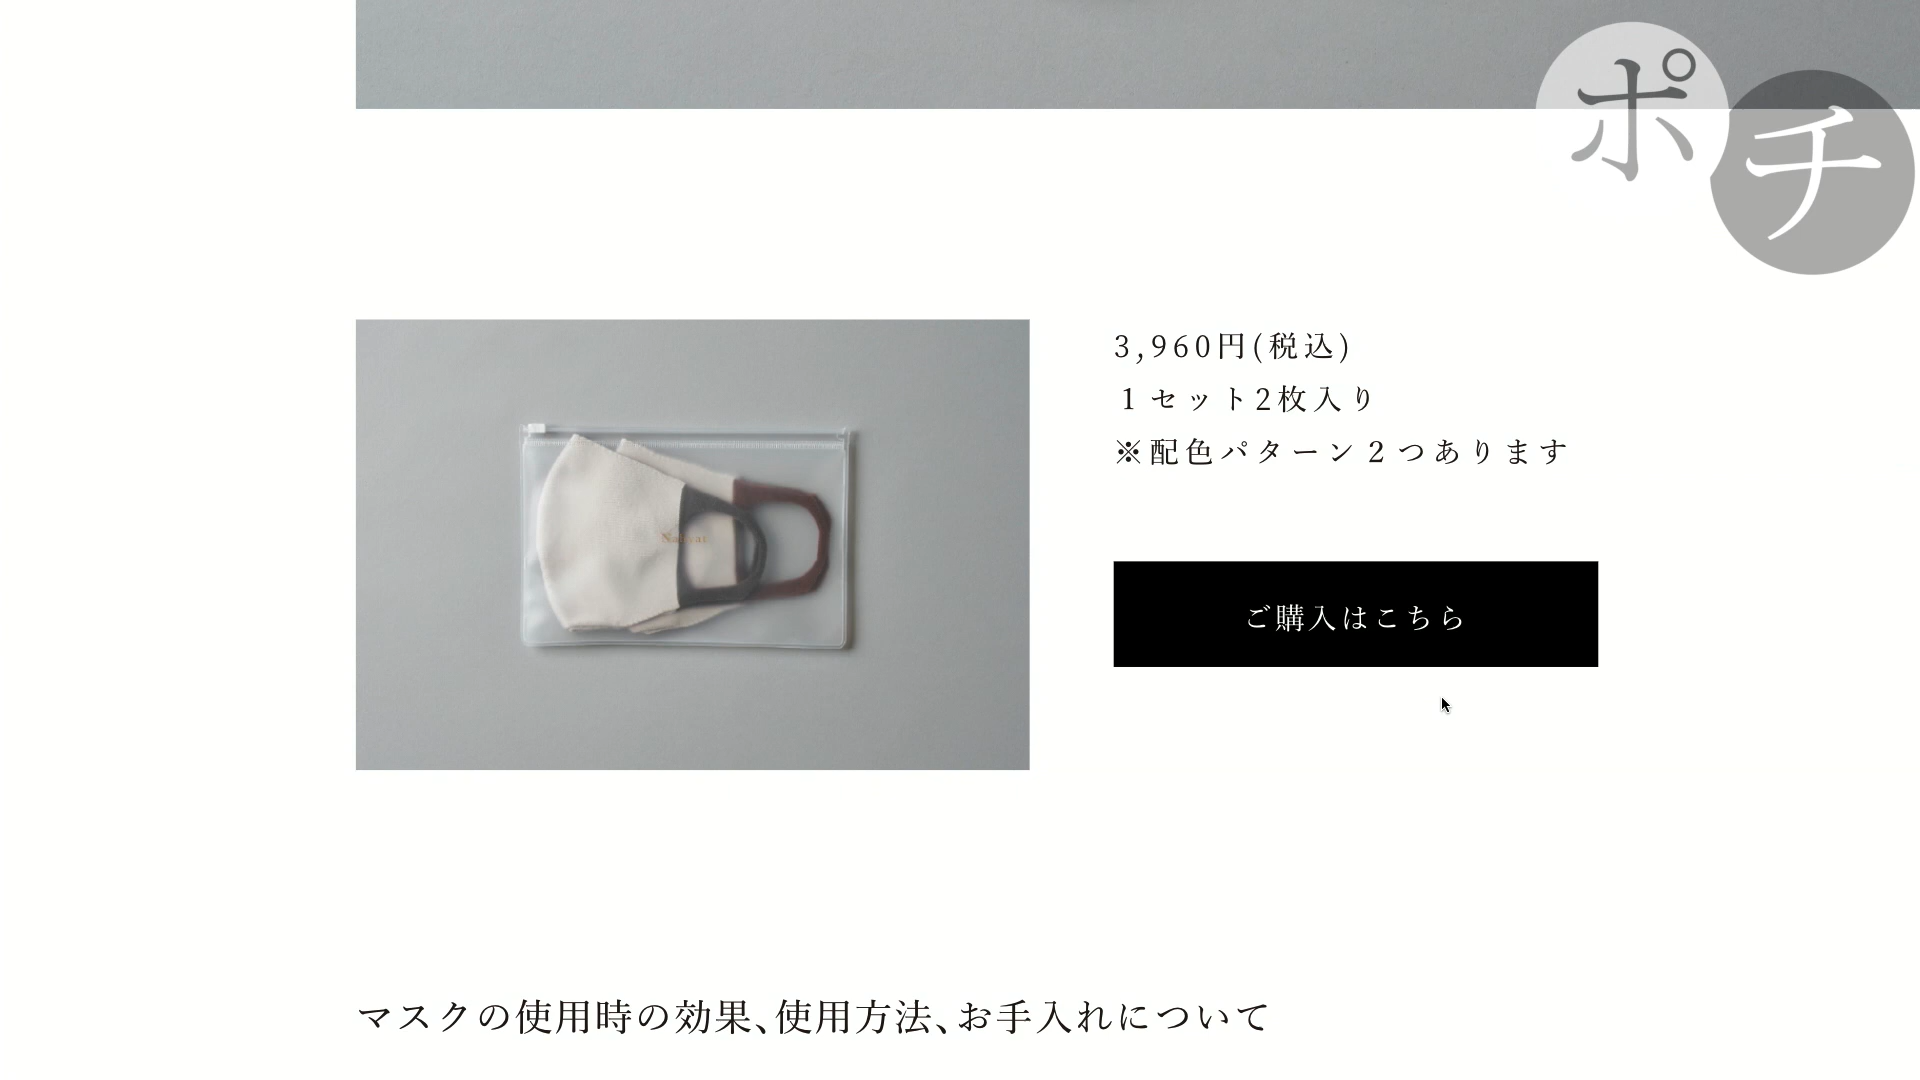 ポチ
3,960円(税込)
１セット2枚入り
※配色パターン２つあります
ご購入はこちら
マスクの使用時の効果、使用方法、お手入れについて